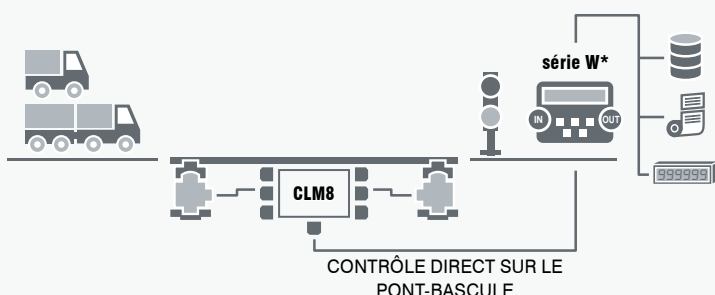 série W*
IN
OUT
999999
CLM8
CONTRÔLE DIRECT SUR LE
PONT-BASCULE